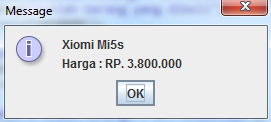 Message
Xiomi Mi5s
Harga : RP. 3.800.000
OK